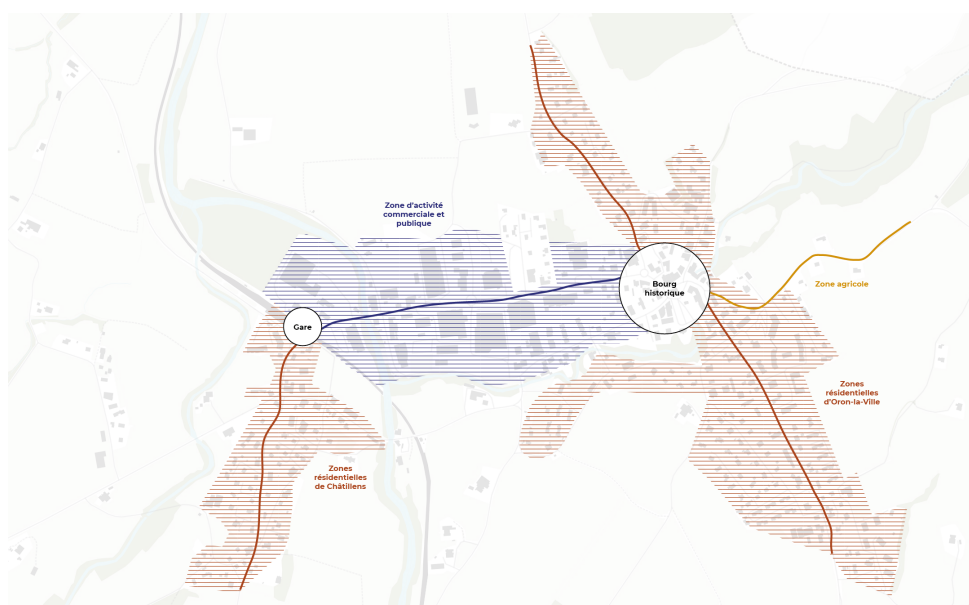 Zone d'activité
commerciale et
publique
Bourg
historique
Zone agricole
Gare
Zones
résidentielles
d'Oron-la-Ville
Zones
résidentielles
de Châtillens